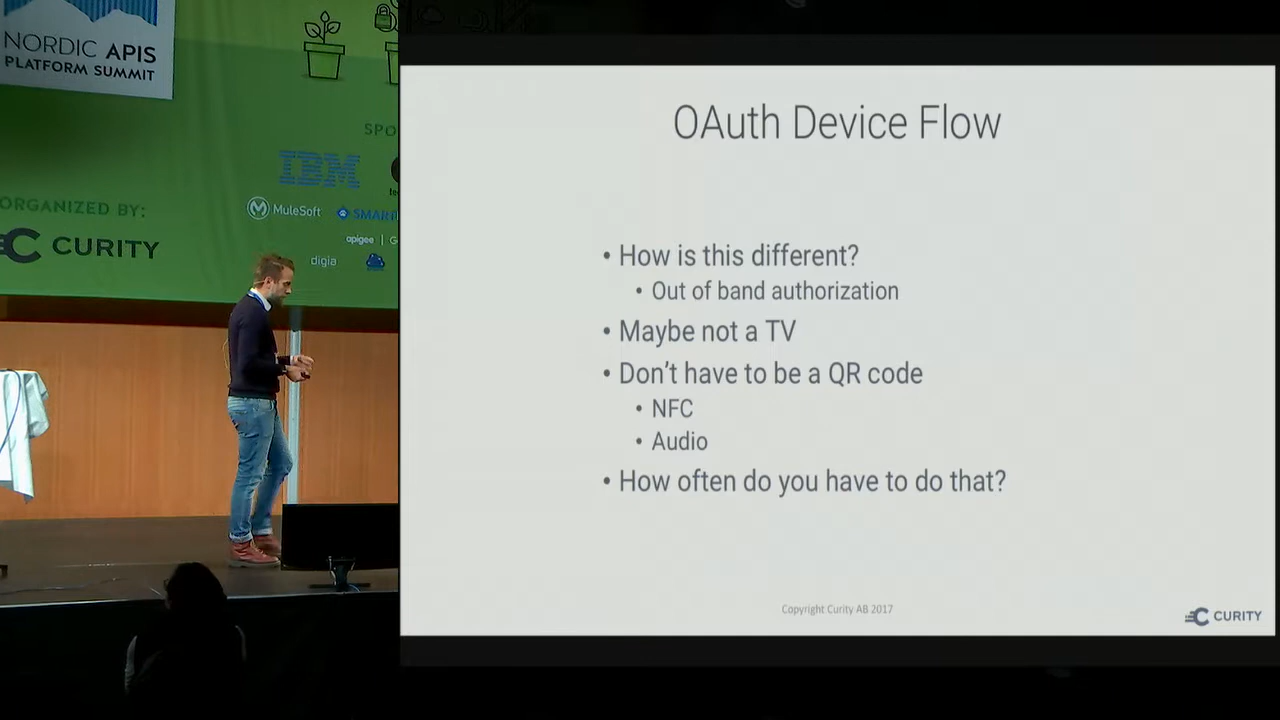 NORDIC APIS
PLATFORM SUMMIT
SPO
IBM
ORGANIZED BY:
MuleSoft
SMART
CURITY
apigee
G
digia
OAuth Device Flow
• How is this different?
• Out of band authorization
• Maybe not a TV
• Don't have to be a QR code
• NFC
• Audio
• How often do you have to do that?
Copyright Curity AB 2017
CURITY